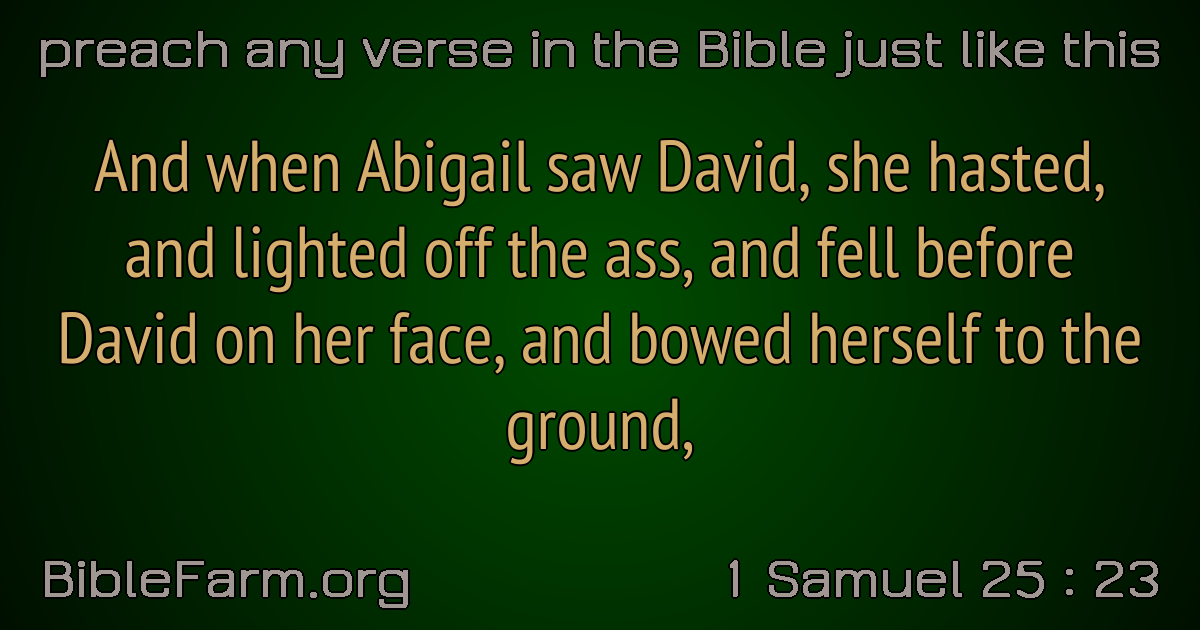 preach any verse in the Bible just like this
And when Abigail saw David, she hasted,
and lighted off the ass, and fell before
David on her face, and bowed herself to the
ground,
BibleFarm.org
1 Samuel 25 : 23